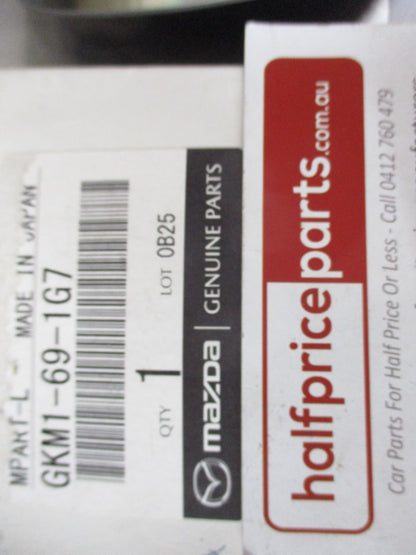 MPART-L - MADE IN JAPAN
GKM1-69-1G7
QTY 1 LOT 0B25
mazda GENUINE PARTS
halfpriceparts.com.au
Car Parts For Half Price Or Less - Call 0412 760 479